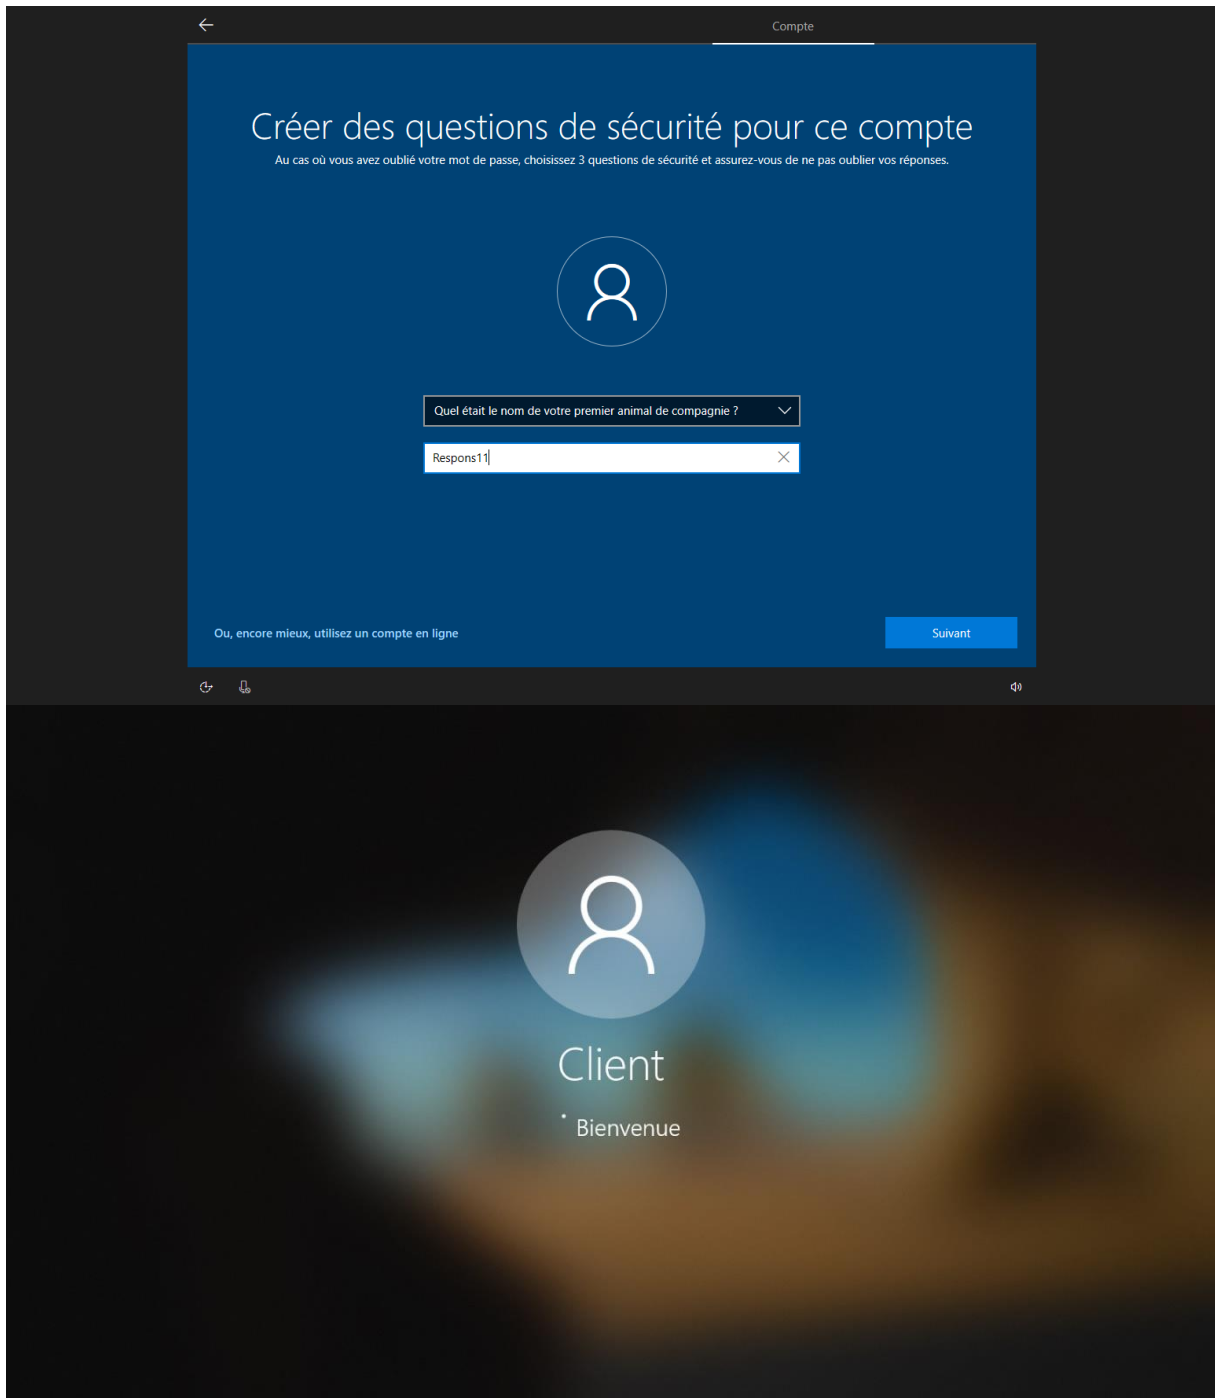 Compte
Créer des questions de sécurité pour ce compte
Au cas où vous avez oublié votre mot de passe, choisissez 3 questions de sécurité et assurez-vous de ne pas oublier vos réponses.
Quel était le nom de votre premier animal de compagnie ?
Respons11
Ou, encore mieux, utilisez un compte en ligne
Suivant
Client
Bienvenue